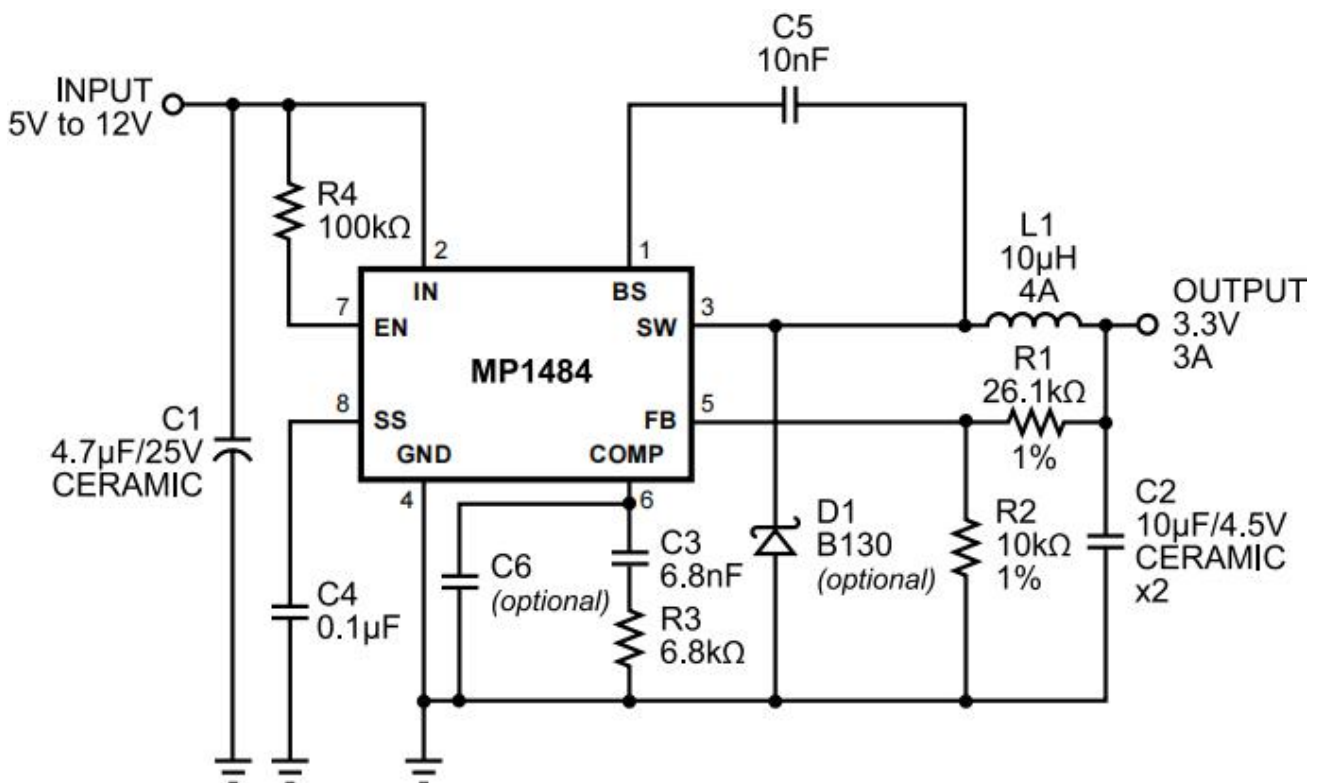 C5
10nF
INPUT
5V to 12V
R4
100kΩ
2
1
L1
10µH
4A
IN
BS
OUTPUT
3.3V
3A
7
EN
SW
3
MP1484
R1
26.1kΩ
1%
8
SS
FB
5
C1
4.7µF/25V
CERAMIC
GND
COMP
4
6
C6
(optional)
C3
6.8nF
D1
B130
(optional)
R2
10kΩ
1%
C2
10µF/4.5V
CERAMIC
x2
C4
0.1µF
R3
6.8kΩ